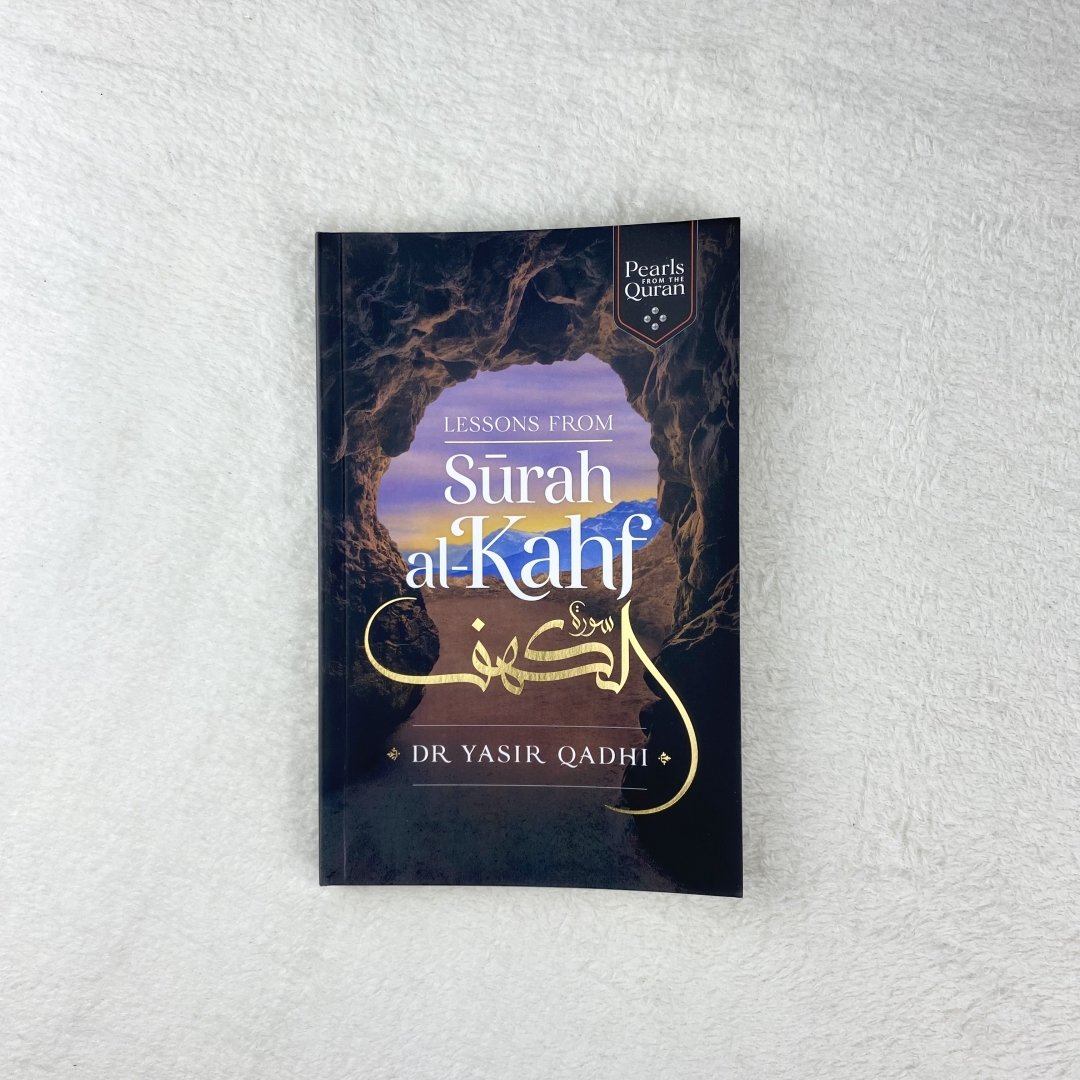 Pearls
FROM THE
Quran
LESSONS FROM
Sūrah
al-Kahf
سورة
الكهف
DR YASIR QADHI